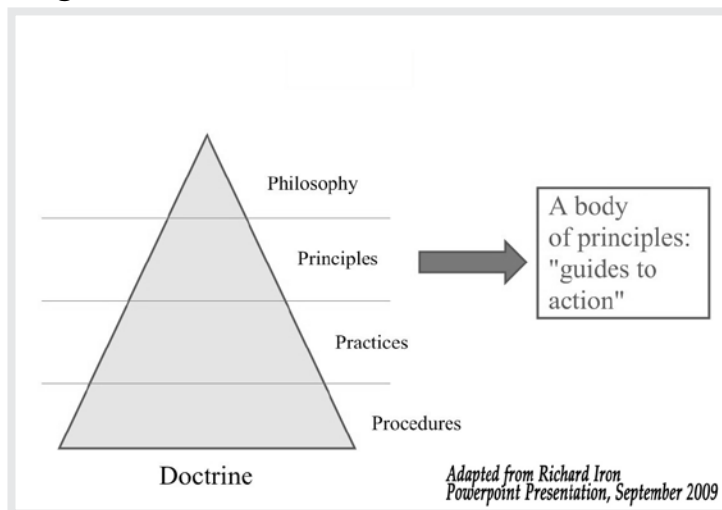 Philosophy
Principles
Practices
Procedures
Doctrine
A body
of principles:
"guides to
action"
Adapted from Richard Iron
Powerpoint Presentation, September 2009